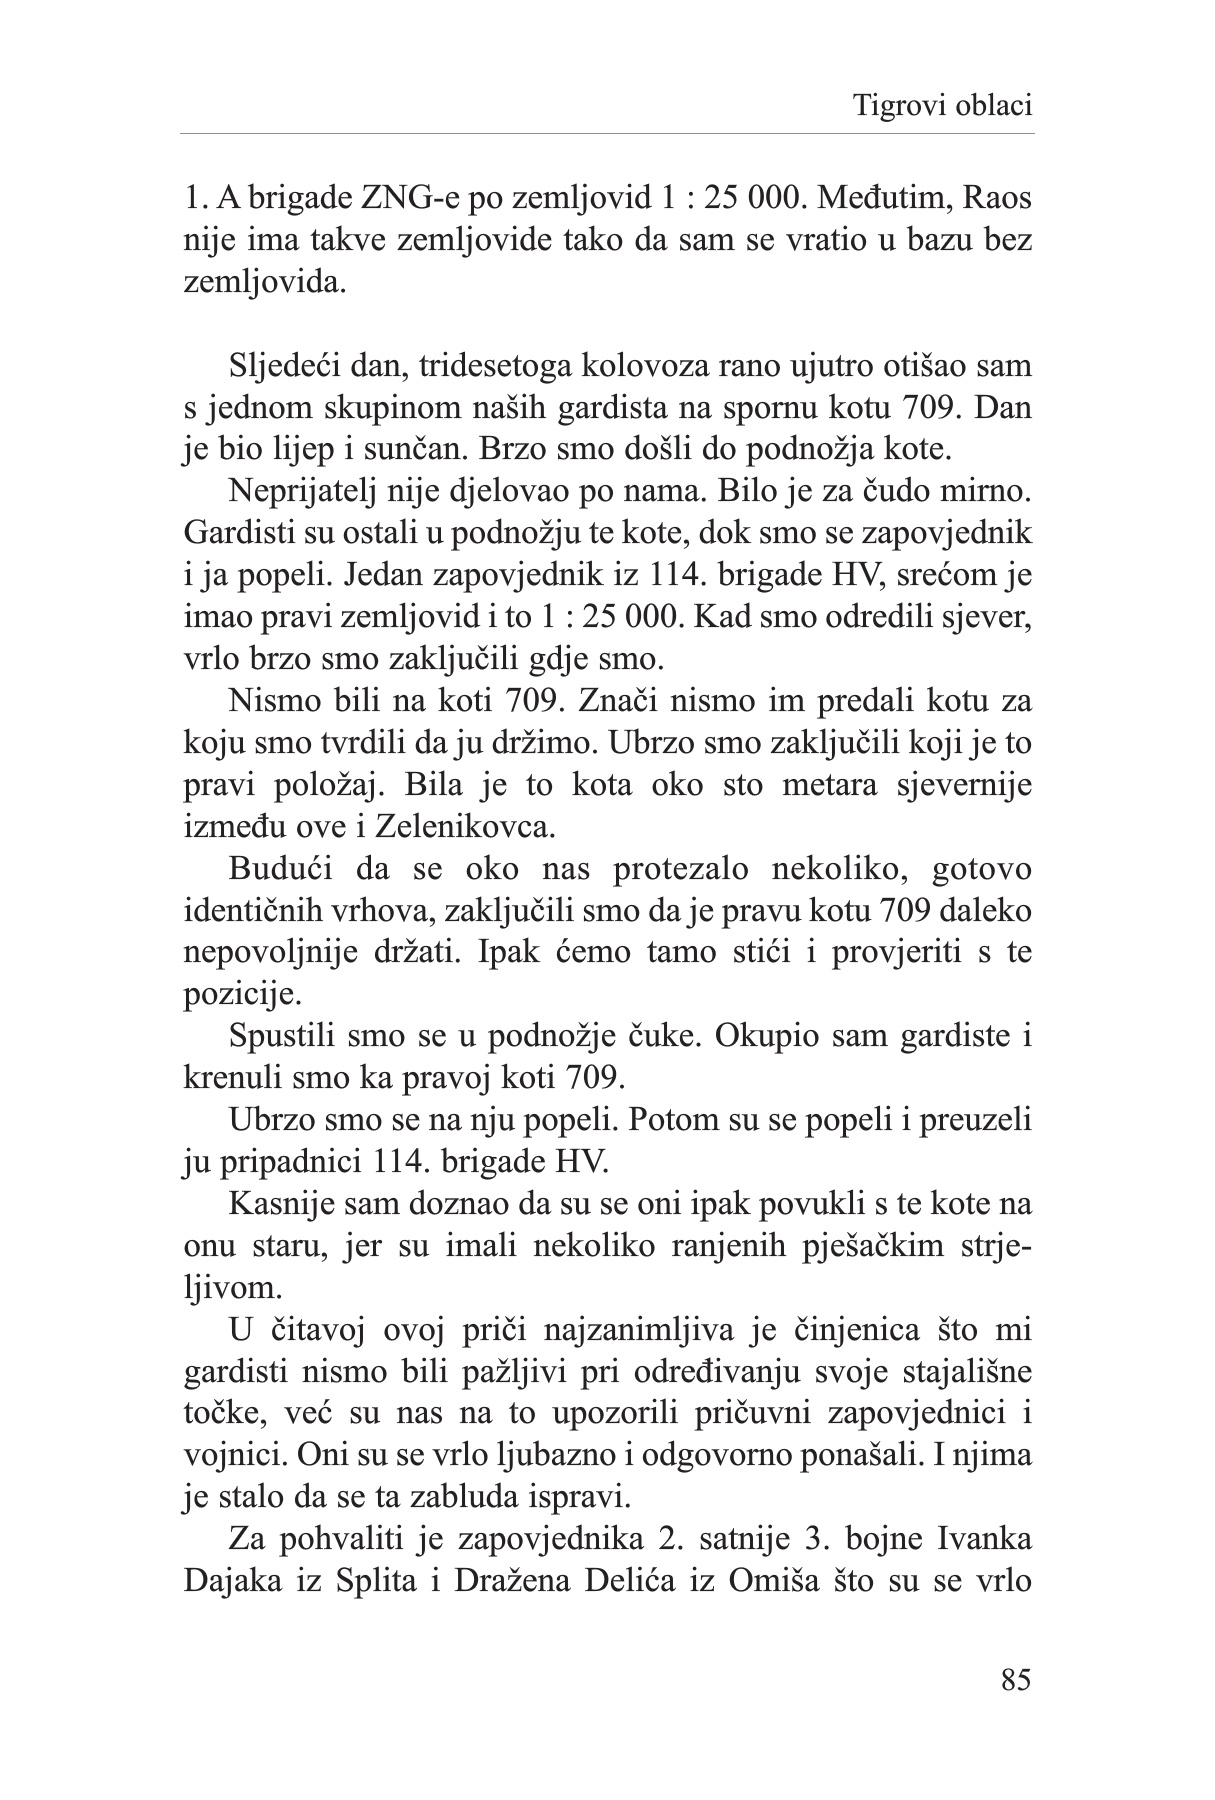 Tigrovi oblaci
1. A brigade ZNG-e po zemljovid 1 : 25 000. Međutim, Raos
nije ima takve zemljovide tako da sam se vratio u bazu bez
zemljovida.
Sljedeći dan, tridesetoga kolovoza rano ujutro otišao sam
s jednom skupinom naših gardista na spornu kotu 709. Dan
je bio lijep i sunčan. Brzo smo došli do podnožja kote.
Neprijatelj nije djelovao po nama. Bilo je za čudo mirno.
Gardisti su ostali u podnožju te kote, dok smo se zapovjednik
i ja popeli. Jedan zapovjednik iz 114. brigade HV, srećom je
imao pravi zemljovid i to 1 : 25 000. Kad smo odredili sjever,
vrlo brzo smo zaključili gdje smo.
Nismo bili na koti 709. Znači nismo im predali kotu za
koju smo tvrdili da ju držimo. Ubrzo smo zaključili koji je to
pravi položaj. Bila je to kota oko sto metara sjevernije
između ove i Zelenikovca.
Budući da se oko nas protezalo nekoliko, gotovo
identičnih vrhova, zaključili smo da je pravu kotu 709 daleko
nepovoljnije držati. Ipak ćemo tamo stići i provjeriti s te
pozicije.
Spustili smo se u podnožje čuke. Okupio sam gardiste i
krenuli smo ka pravoj koti 709.
Ubrzo smo se na nju popeli. Potom su se popeli i preuzeli
ju pripadnici 114. brigade HV.
Kasnije sam doznao da su se oni ipak povukli s te kote na
onu staru, jer su imali nekoliko ranjenih pješačkim strje-
ljivom.
U čitavoj ovoj priči najzanimljiva je činjenica što mi
gardisti nismo bili pažljivi pri određivanju svoje stajališne
točke, već su nas na to upozorili pričuvni zapovjednici i
vojnici. Oni su se vrlo ljubazno i odgovorno ponašali. I njima
je stalo da se ta zabluda ispravi.
Za pohvaliti je zapovjednika 2. satnije 3. bojne Ivanka
Dajaka iz Splita i Dražena Delića iz Omiša što su se vrlo
85